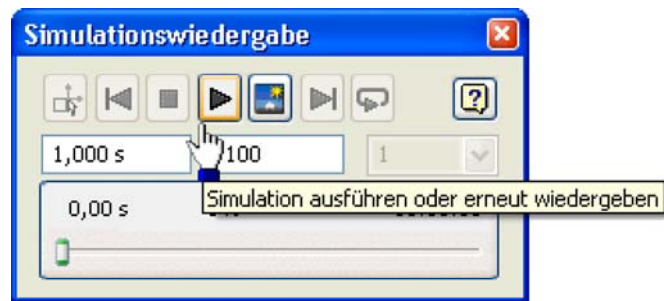 Simulationswiedergabe
1,000 s 100 1
Simulation ausführen oder erneut wiedergeben
0,00 s